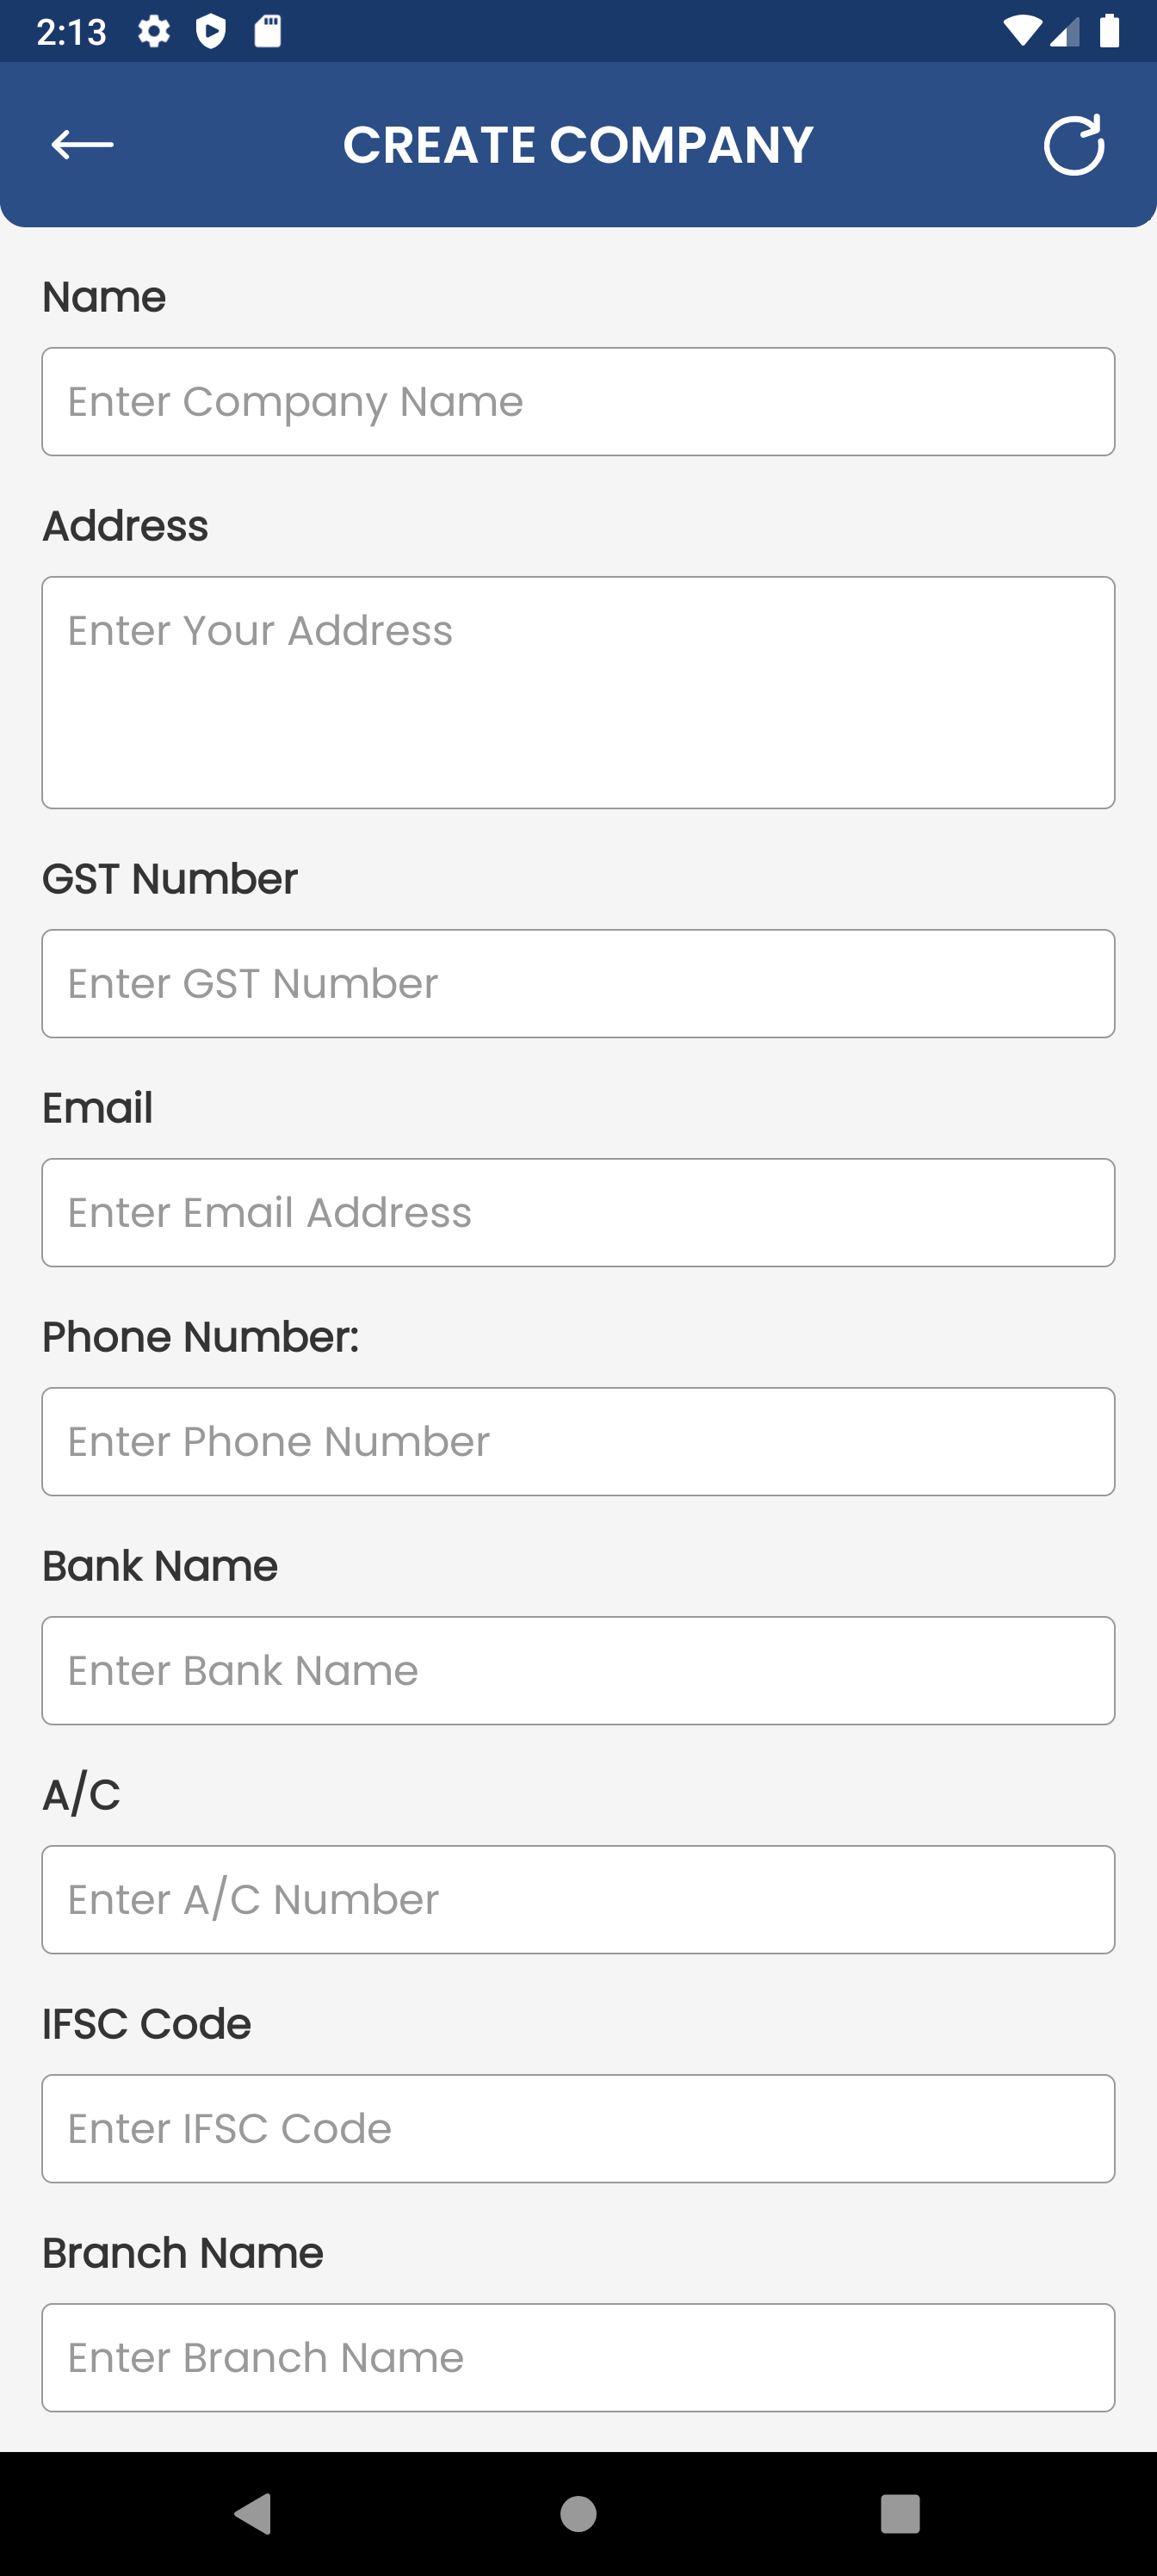 2:13
CREATE COMPANY
Name
Enter Company Name
Address
Enter Your Address
GST Number
Enter GST Number
Email
Enter Email Address
Phone Number:
Enter Phone Number
Bank Name
Enter Bank Name
A/C
Enter A/C Number
IFSC Code
Enter IFSC Code
Branch Name
Enter Branch Name